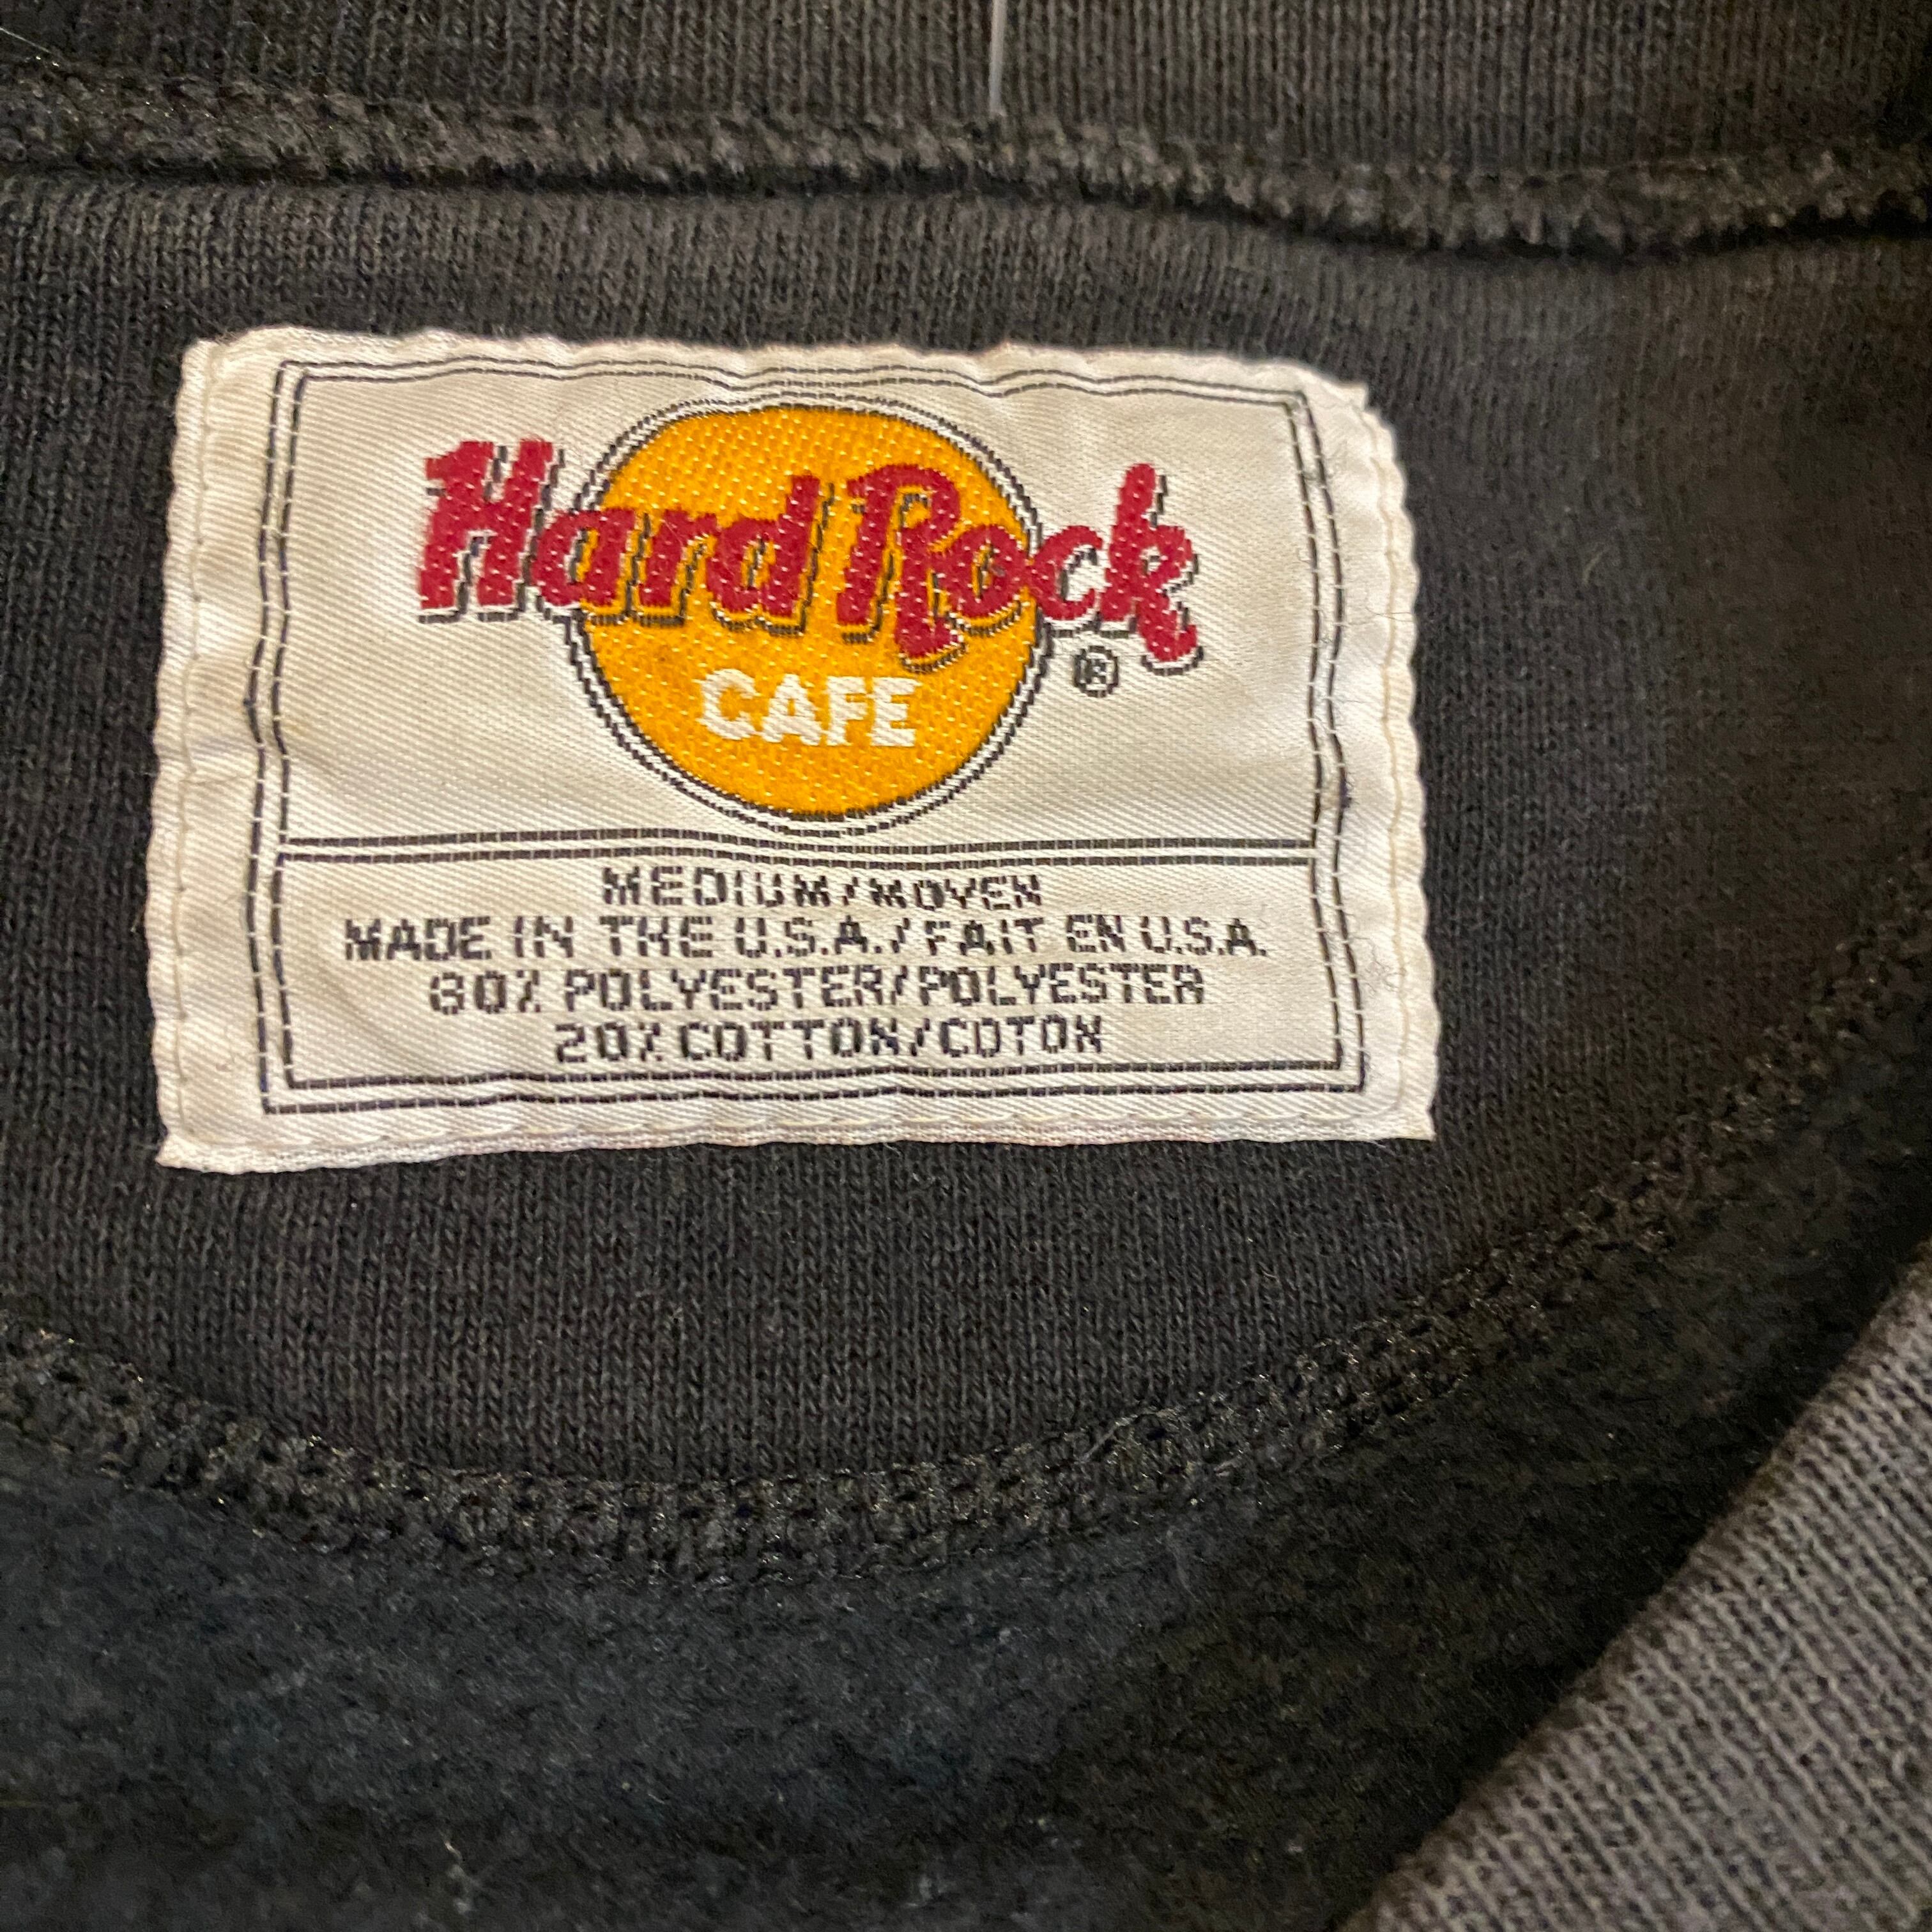 Hard Rock
CAFE
®
MEDIUM/MOYEN
MADE IN THE U.S.A./FAIT EN U.S.A.
80% POLYESTER/POLYESTER
20% COTTON/COTON